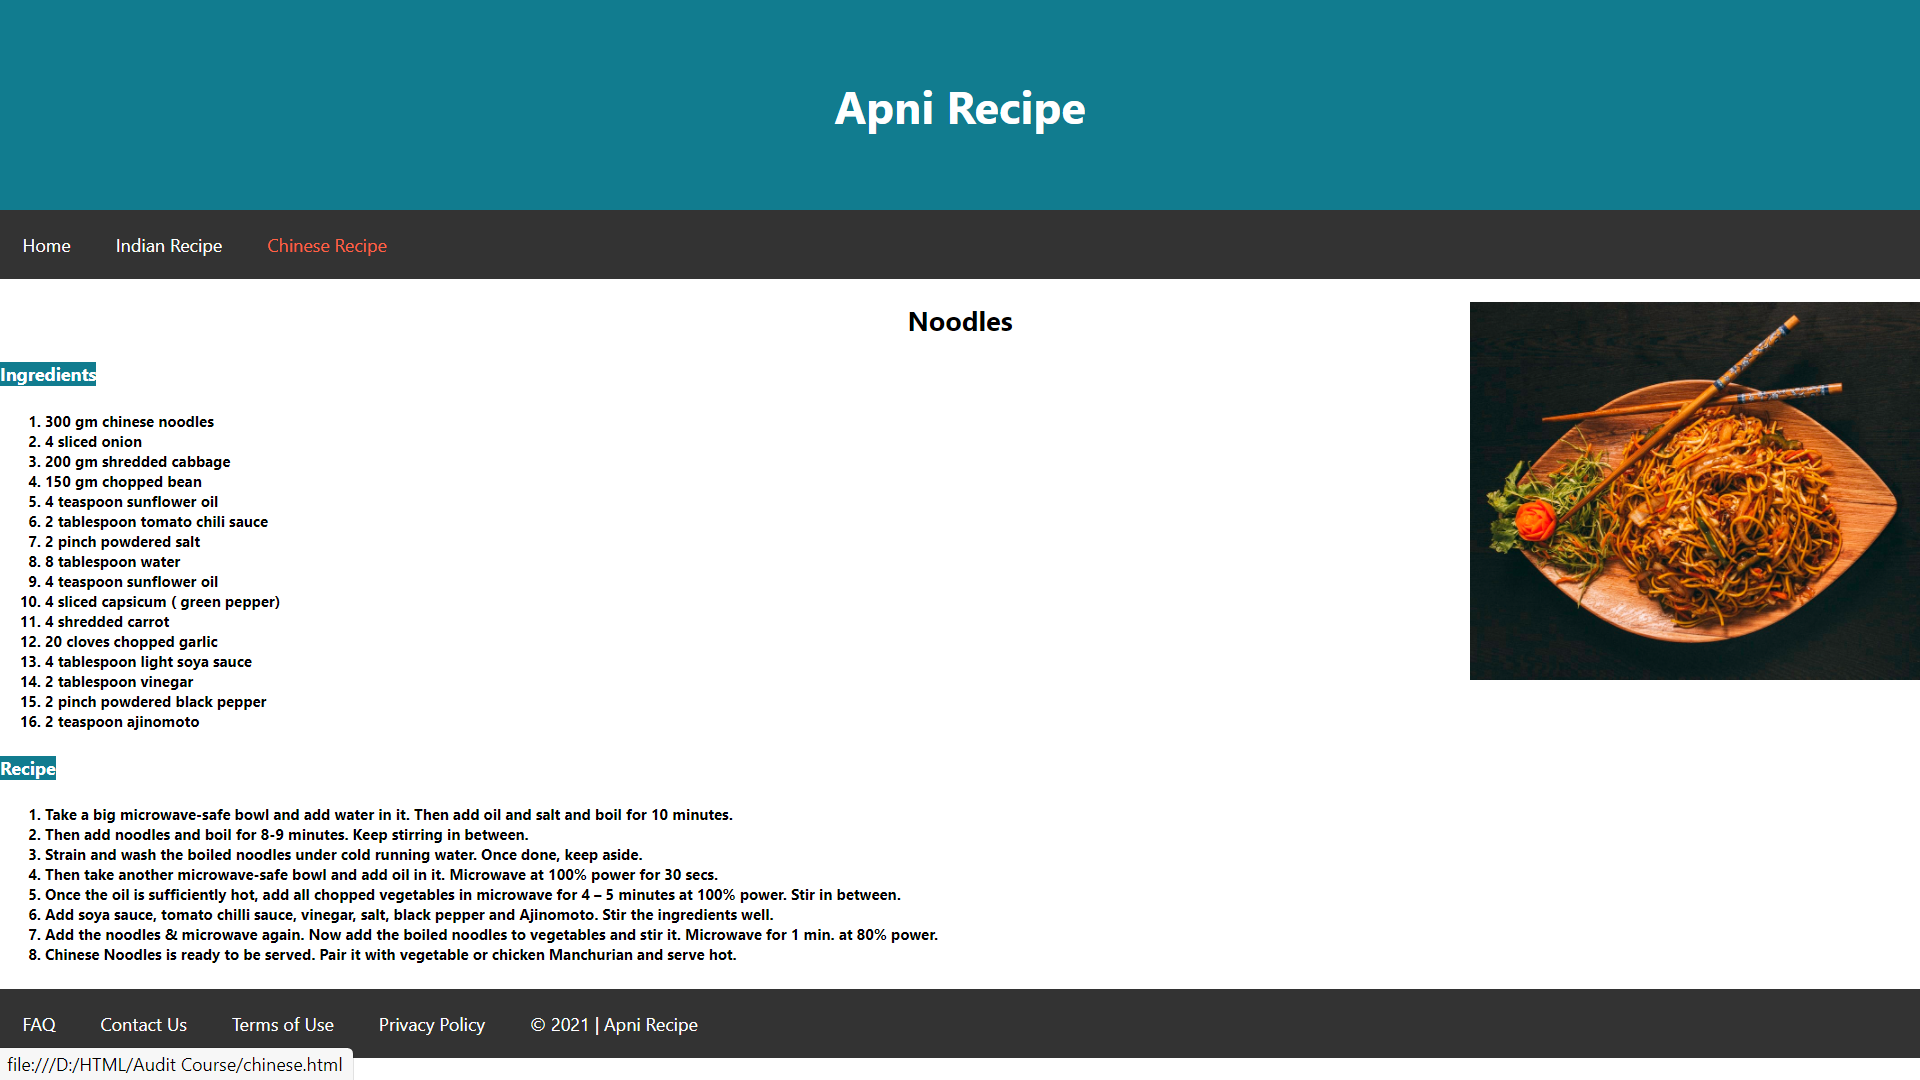 Apni Recipe
Home Indian Recipe Chinese Recipe
Noodles
Ingredients
1. 300 gm chinese noodles
2. 4 sliced onion
3. 200 gm shredded cabbage
4. 150 gm chopped bean
5. 4 teaspoon sunflower oil
6. 2 tablespoon tomato chili sauce
7. 2 pinch powdered salt
8. 8 tablespoon water
9. 4 teaspoon sunflower oil
10. 4 sliced capsicum ( green pepper)
11. 4 shredded carrot
12. 20 cloves chopped garlic
13. 4 tablespoon light soya sauce
14. 2 tablespoon vinegar
15. 2 pinch powdered black pepper
16. 2 teaspoon ajinomoto
Recipe
1. Take a big microwave-safe bowl and add water in it. Then add oil and salt and boil for 10 minutes.
2. Then add noodles and boil for 8-9 minutes. Keep stirring in between.
3. Strain and wash the boiled noodles under cold running water. Once done, keep aside.
4. Then take another microwave-safe bowl and add oil in it. Microwave at 100% power for 30 secs.
5. Once the oil is sufficiently hot, add all chopped vegetables in microwave for 4 – 5 minutes at 100% power. Stir in between.
6. Add soya sauce, tomato chilli sauce, vinegar, salt, black pepper and Ajinomoto. Stir the ingredients well.
7. Add the noodles & microwave again. Now add the boiled noodles to vegetables and stir it. Microwave for 1 min. at 80% power.
8. Chinese Noodles is ready to be served. Pair it with vegetable or chicken Manchurian and serve hot.
FAQ Contact Us Terms of Use Privacy Policy © 2021 | Apni Recipe
file:///D:/HTML/Audit Course/chinese.html